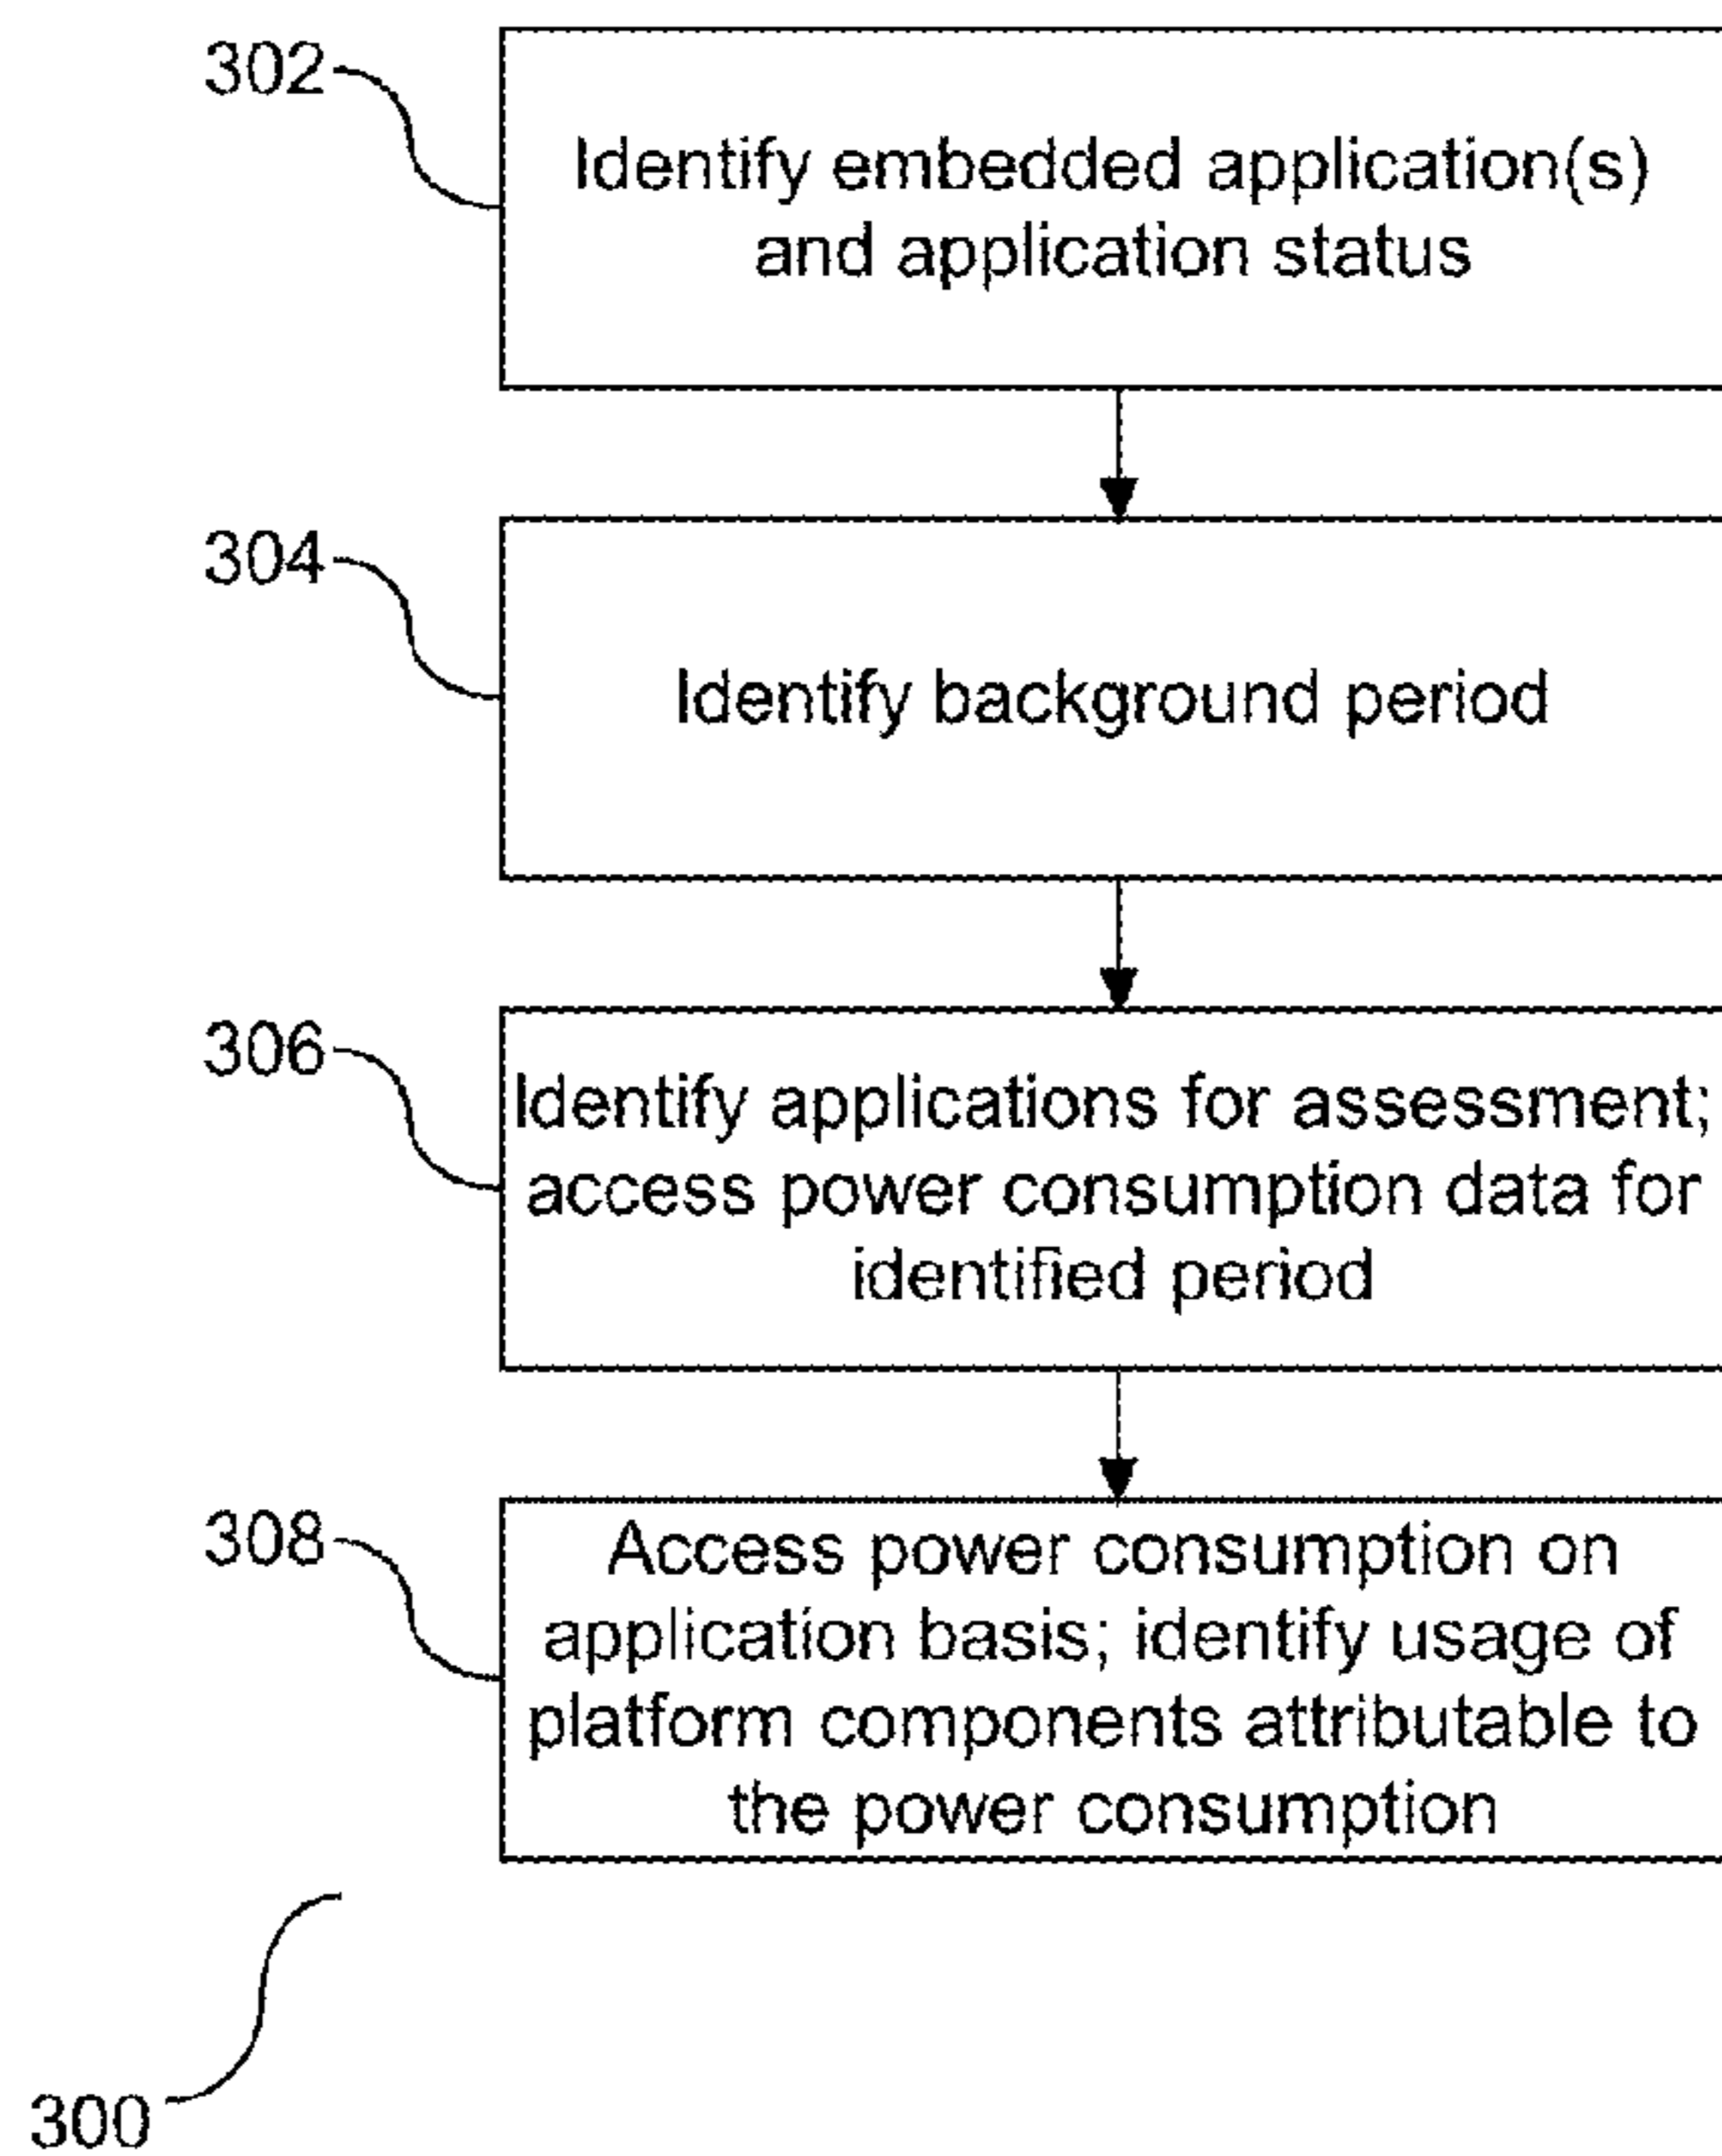 302
Identify embedded application(s)
and application status
304
Identify background period
306
Identify applications for assessment;
access power consumption data for
identified period
308
Access power consumption on
application basis; identify usage of
platform components attributable to
the power consumption
300